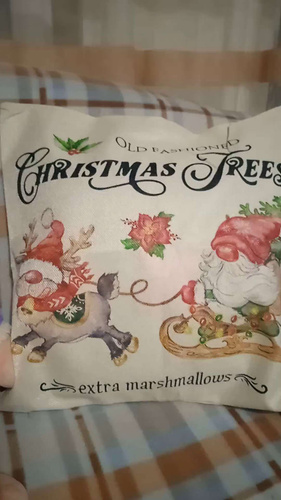 OLD FASHIONED
CHRISTMAS TREES
extra marshmallows